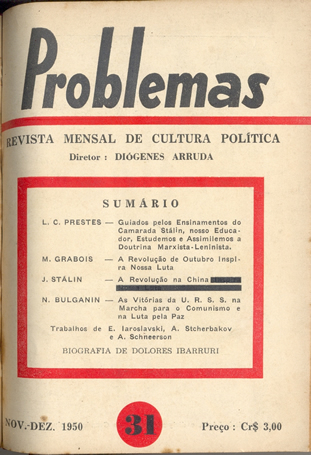 Problemas
REVISTA MENSAL DE CULTURA POLÍTICA
Diretor : DIÓGENES ARRUDA
SUMÁRIO
L. C. PRESTES — Guiados pelos Ensinamentos do
Camarada Stálin, nosso Educa-
dor, Estudemos e Assimilemos a
Doutrina Marxista-Leninista.
M. GRABOIS — A Revolução de Outubro Inspi-
ra Nossa Luta
J. STÁLIN — A Revolução na China
N. BULGANIN — As Vitórias da U. R. S. S. na
Marcha para o Comunismo e
na Luta pela Paz
Trabalhos de E. Iaroslavski, A. Stcherbakov
e A. Schneerson
BIOGRAFIA DE DOLORES IBARRURI
NOV.-DEZ. 1950
31
Preço : Cr$ 3,00